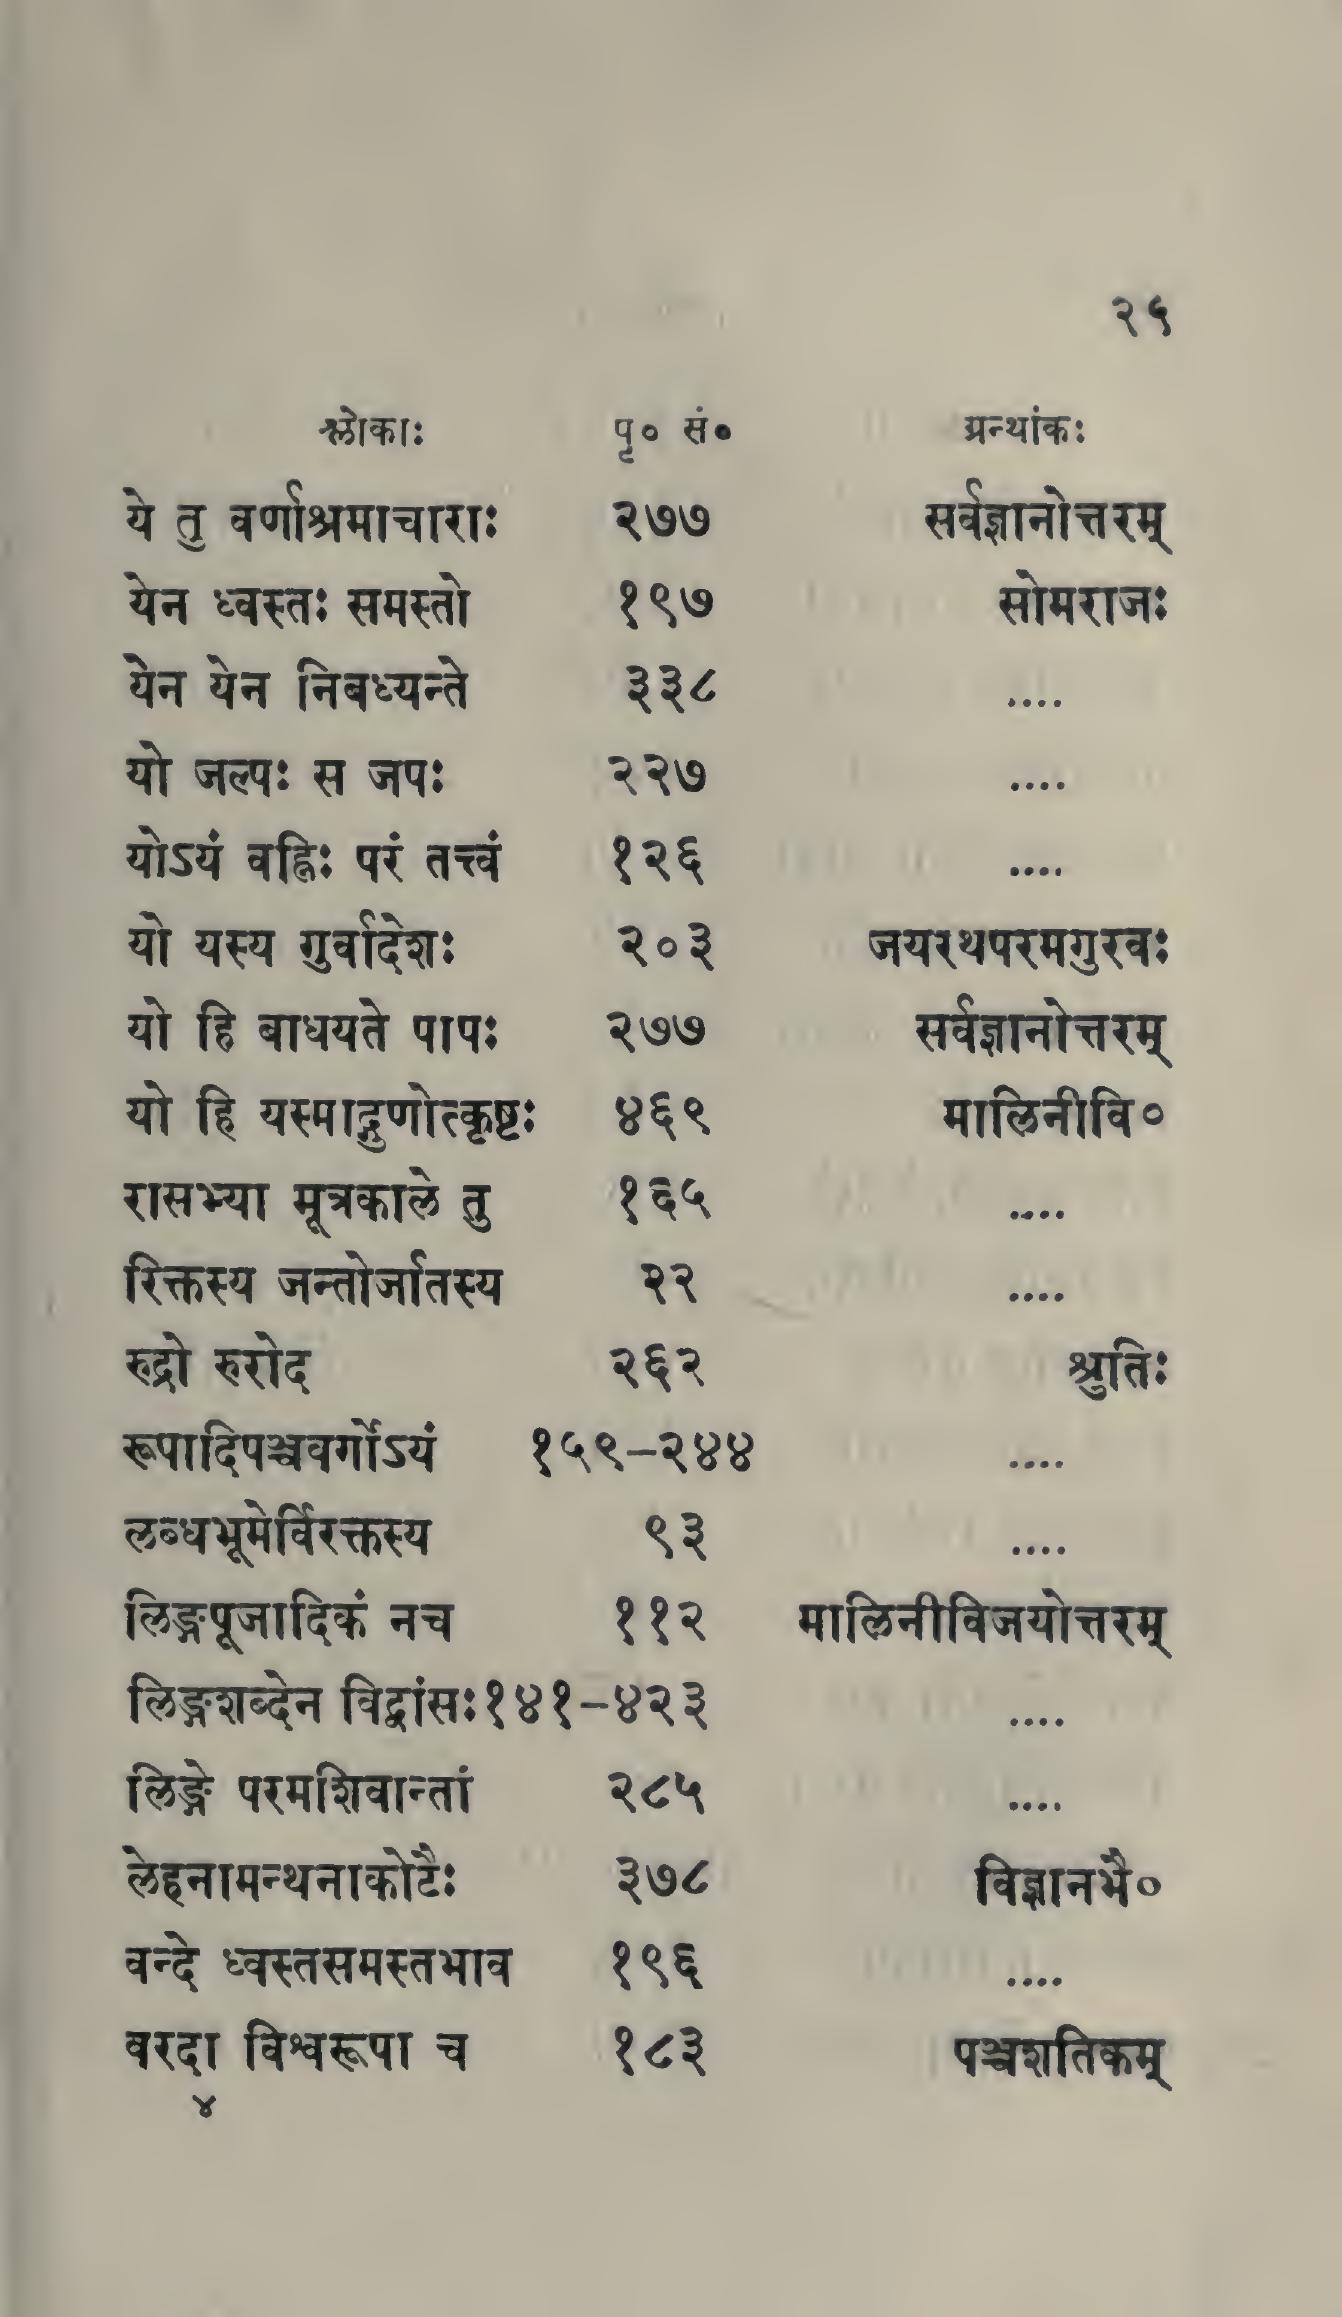 २५
श्लोकाः पृ० सं० ग्रन्थांकः
ये तु वर्णाश्रमाचाराः २७७ सर्वज्ञानोत्तरम्
येन ध्वस्तः समस्तो १९७ सोमराजः
येन येन निबध्यन्ते ३३८ ....
यो जल्पः स जपः २२७ ....
योऽयं वह्निः परं तत्त्वं १२६ ....
यो यस्य गुर्वादेशः २०३ जयरथपरमगुरवः
यो हि बाधयते पापः २७७ सर्वज्ञानोत्तरम्
यो हि यस्माद्गुणोत्कृष्टः ४६९ मालिनीवि०
रासभ्या मूत्रकाले तु १६५ ....
रिक्तस्य जन्तोर्जातस्य २२ ....
रुद्रो रुरोद २६२ श्रुतिः
रूपादिपञ्चवर्गोऽयं १५९-२४४ ....
लब्धभूमेर्विरक्तस्य ९३ ....
लिङ्गपूजादिकं नच ११२ मालिनीविजयोत्तरम्
लिङ्गशब्देन विद्वांसः१४१-४२३ ....
लिङ्गे परमशिवान्तां २८५ ....
लेहनामन्थनाकोटैः ३७८ विज्ञानभै०
वन्दे ध्वस्तसमस्तभाव १९६ ....
वरदा विश्वरूपा च १८३ पञ्चशतिकम्
४